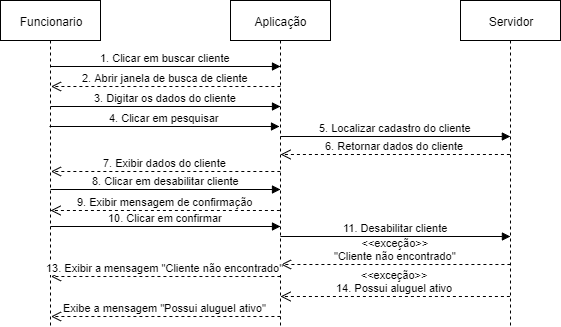 Funcionario
Aplicação
Servidor
1. Clicar em buscar cliente
2. Abrir janela de busca de cliente
3. Digitar os dados do cliente
4. Clicar em pesquisar
5. Localizar cadastro do cliente
6. Retornar dados do cliente
7. Exibir dados do cliente
8. Clicar em desabilitar cliente
9. Exibir mensagem de confirmação
10. Clicar em confirmar
11. Desabilitar cliente
<<exceção>>
"Cliente não encontrado"
13. Exibir a mensagem "Cliente não encontrado"
<<exceção>>
14. Possui aluguel ativo
Exibe a mensagem "Possui aluguel ativo"